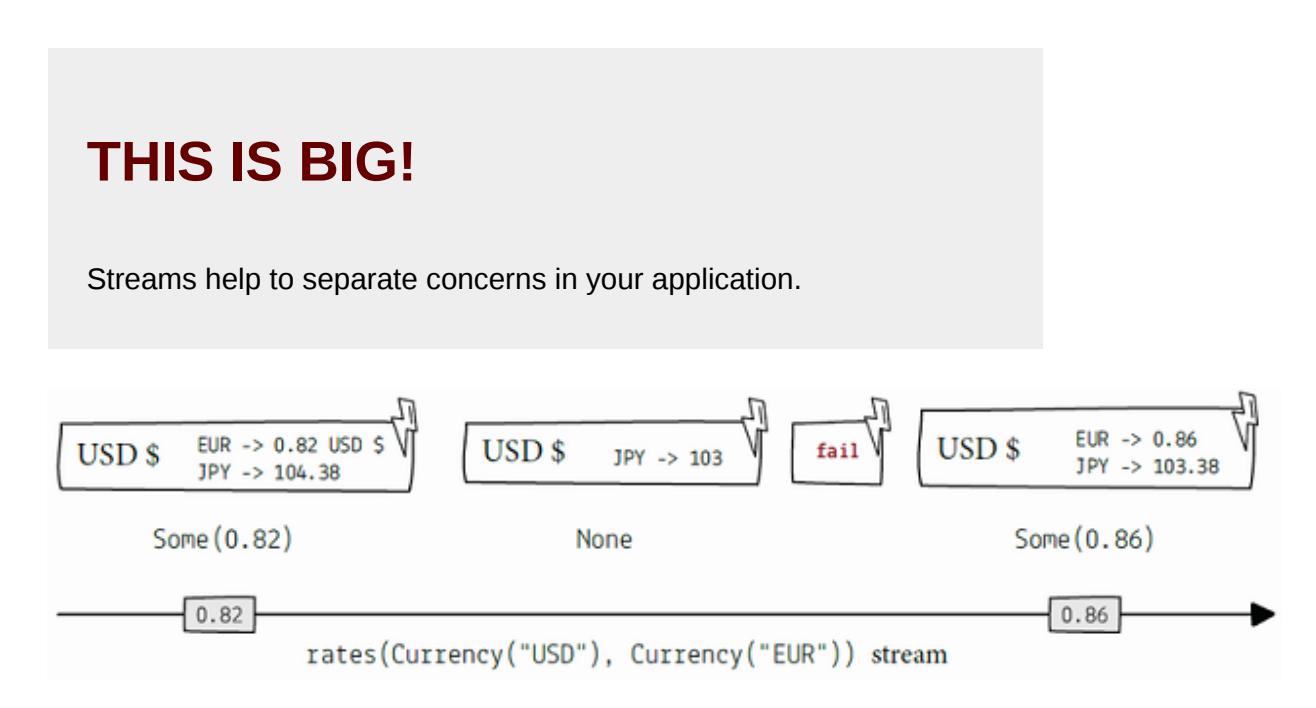 THIS IS BIG!
Streams help to separate concerns in your application.
USD $ EUR -> 0.82 USD $
JPY -> 104.38
USD $ JPY -> 103
fail
USD $ EUR -> 0.86
JPY -> 103.38
Some(0.82) None Some(0.86)
0.82 0.86
rates(Currency("USD"), Currency("EUR")) stream